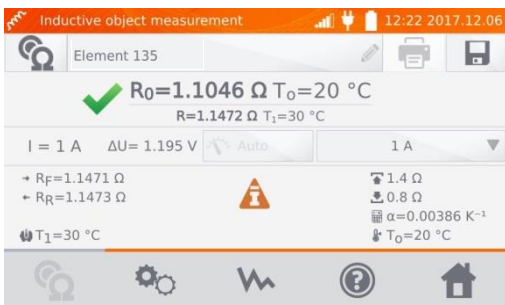 Inductive object measurement 12:22 2017.12.06
Element 135
R₀=1.1046 Ω T₀=20 °C
R=1.1472 Ω T₁=30 °C
I = 1 A ΔU= 1.195 V Auto 1 A
RF=1.1471 Ω 1.4 Ω
RR=1.1473 Ω 0.8 Ω
α=0.00386 K⁻¹
T₁=30 °C T₀=20 °C